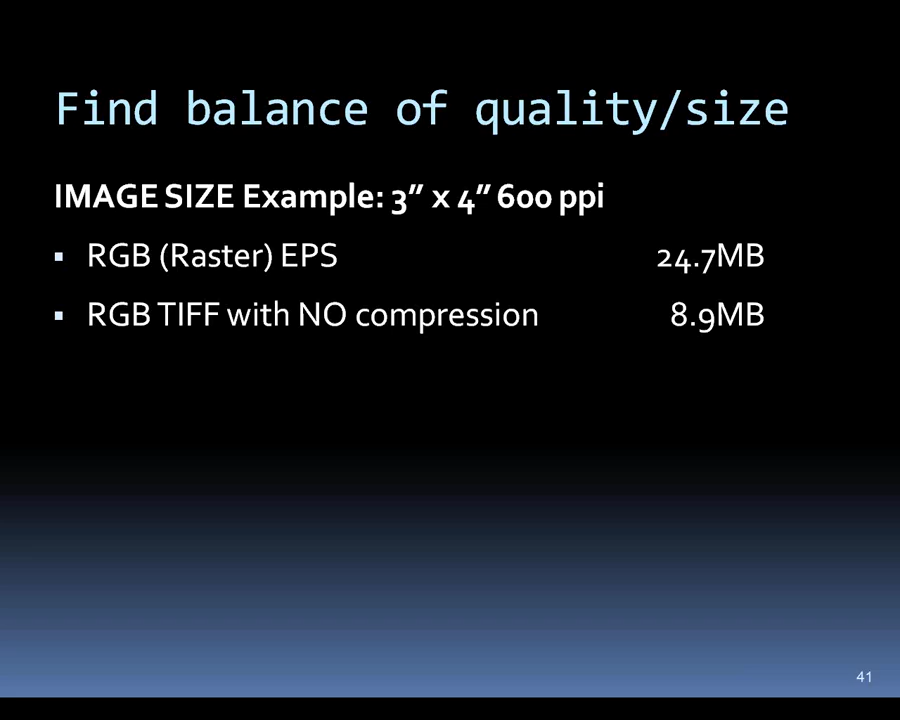 Find balance of quality/size
IMAGE SIZE Example: 3” x 4” 600 ppi
▪ RGB (Raster) EPS 24.7MB
▪ RGB TIFF with NO compression 8.9MB
41